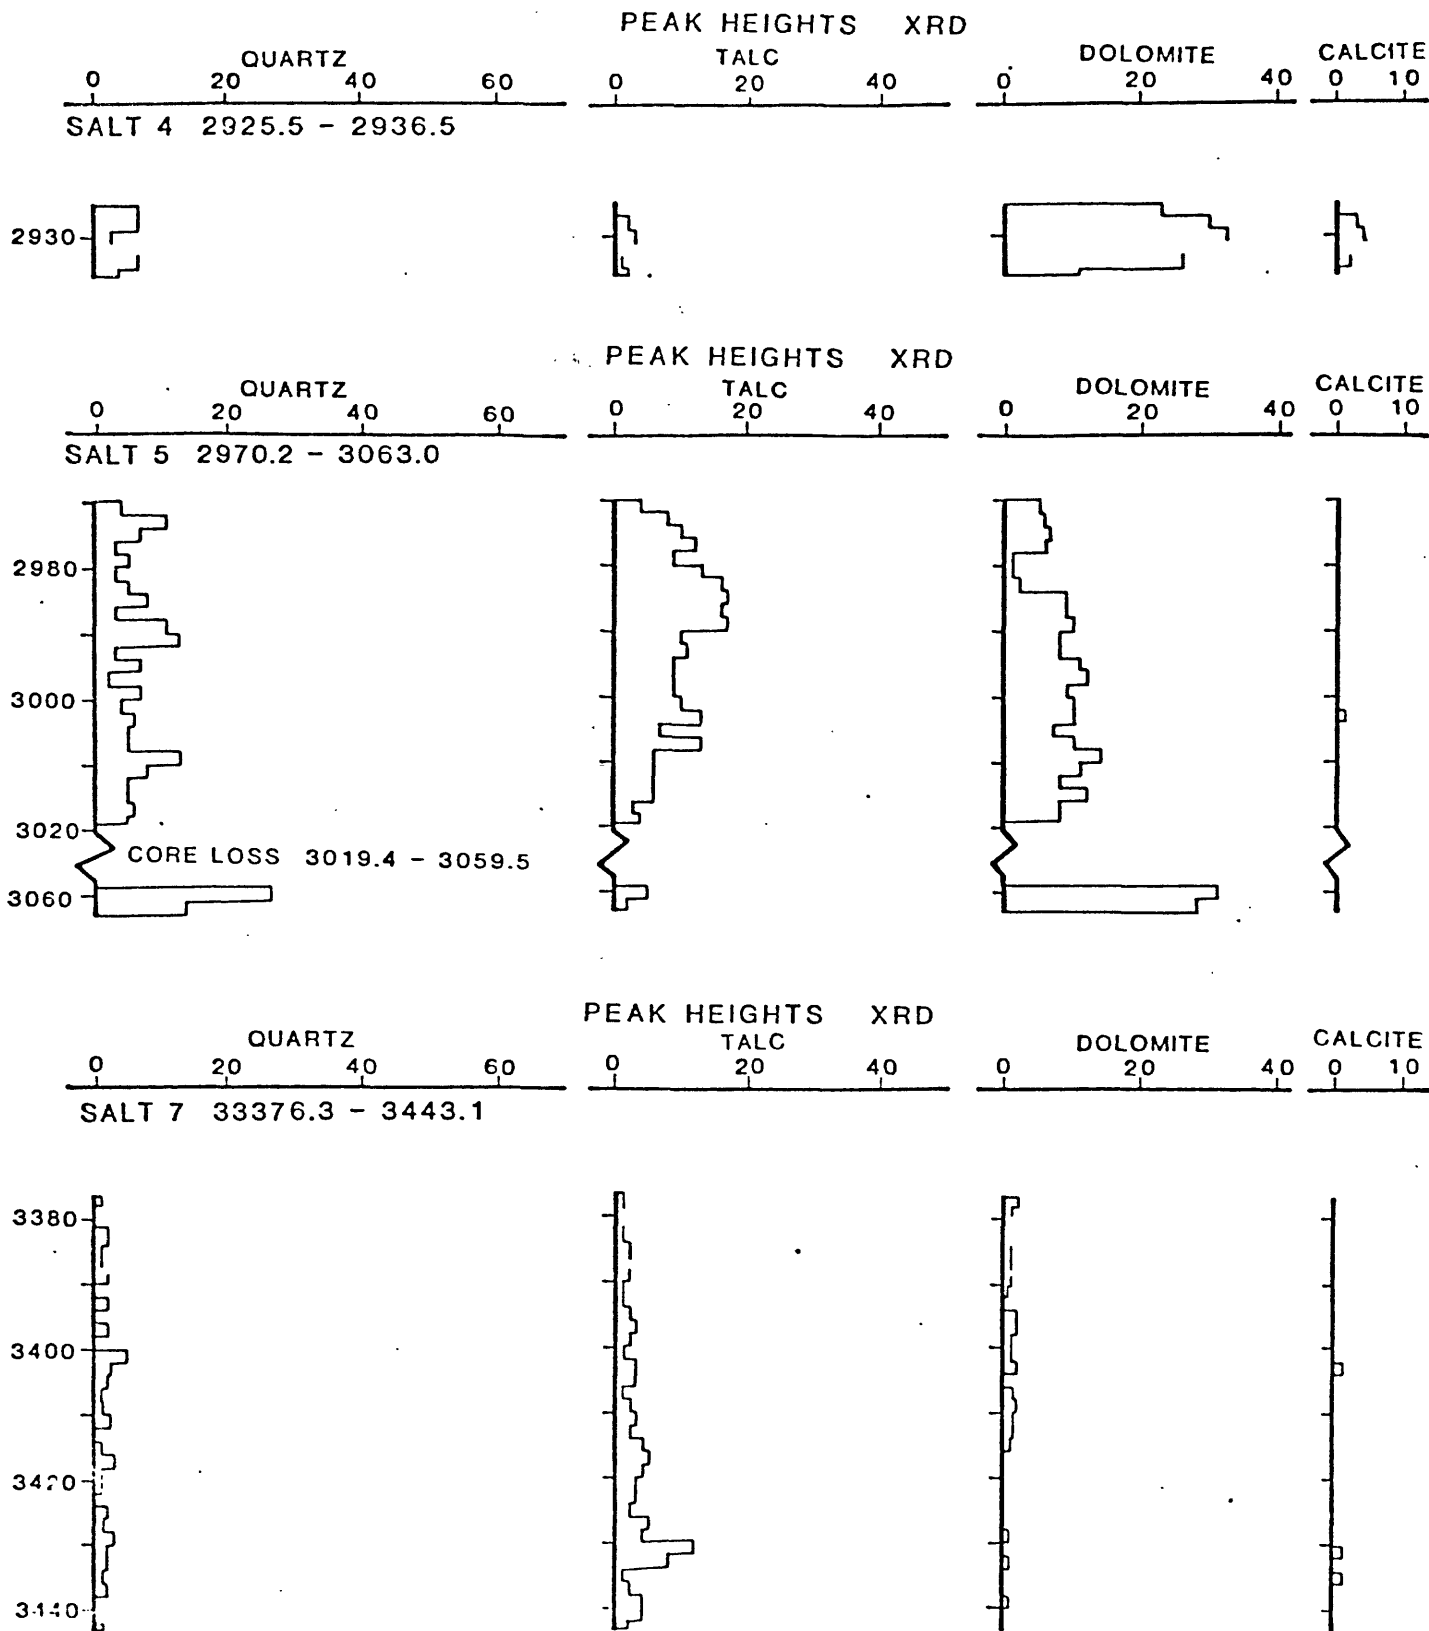 PEAK HEIGHTS XRD
QUARTZ TALC DOLOMITE CALCITE
0 20 40 60 0 20 40 0 20 40 0 10
SALT 4 2925.5 - 2936.5
2930
PEAK HEIGHTS XRD
QUARTZ TALC DOLOMITE CALCITE
0 20 40 60 0 20 40 0 20 40 0 10
SALT 5 2970.2 - 3063.0
2980
3000
3020
CORE LOSS 3019.4 - 3059.5
3060
PEAK HEIGHTS XRD
QUARTZ TALC DOLOMITE CALCITE
0 20 40 60 0 20 40 0 20 40 0 10
SALT 7 33376.3 - 3443.1
3380
3400
3420
3440